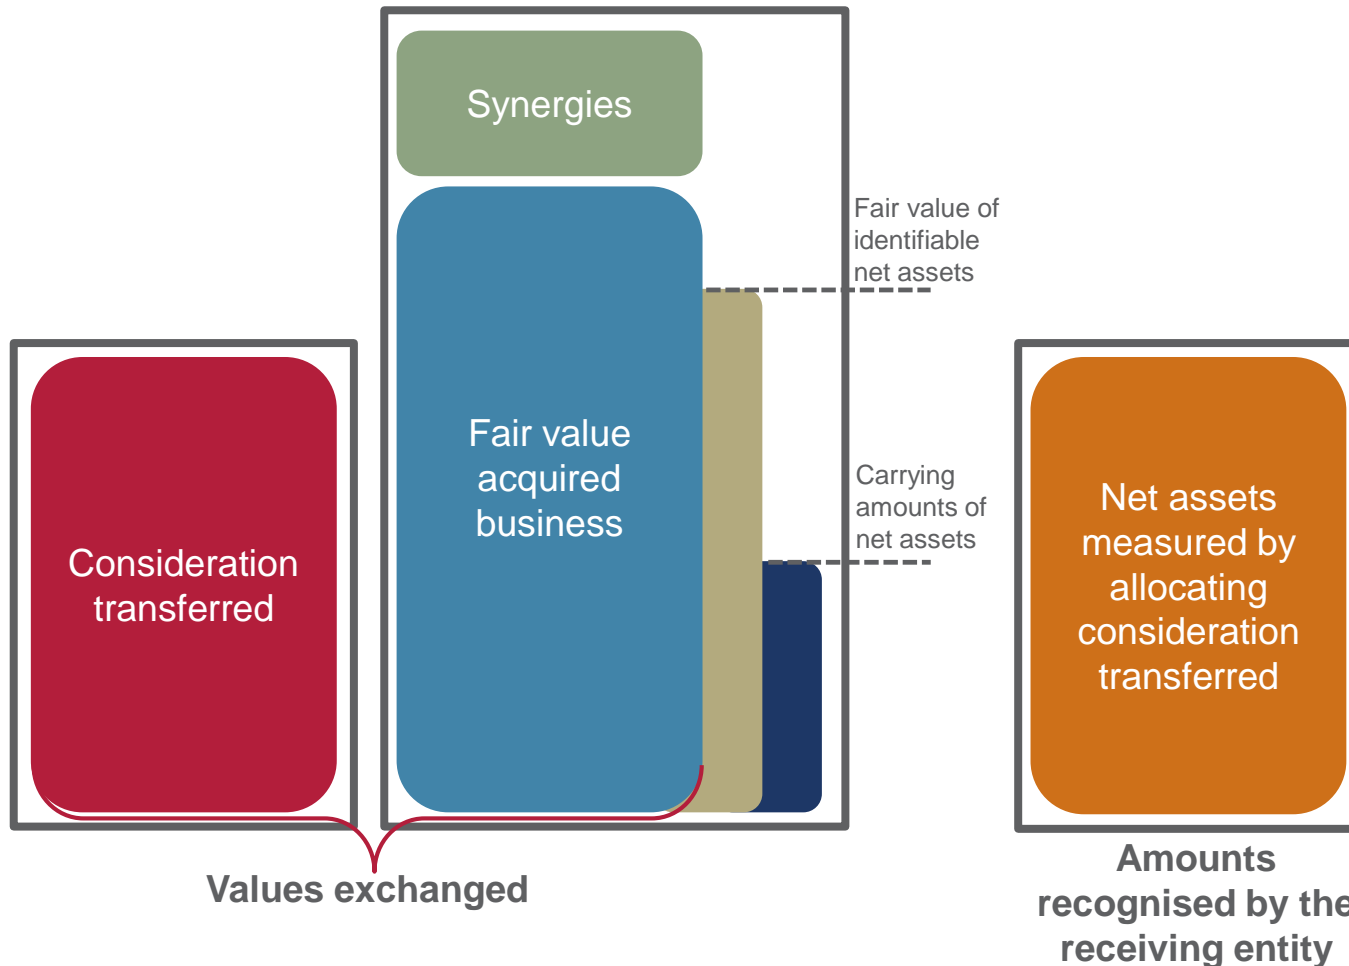 Synergies
Fair value of
identifiable
net assets
Fair value
acquired
business
Carrying
amounts of
net assets
Consideration
transferred
Net assets
measured by
allocating
consideration
transferred
Values exchanged
Amounts
recognised by the
receiving entity